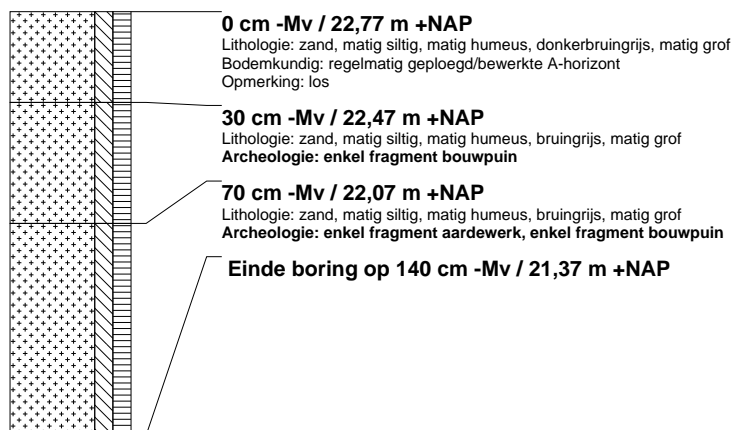 0 cm -Mv / 22,77 m +NAP
Lithologie: zand, matig siltig, matig humeus, donkerbruingrijs, matig grof
Bodemkundig: regelmatig geploegd/bewerkte A-horizont
Opmerking: los
30 cm -Mv / 22,47 m +NAP
Lithologie: zand, matig siltig, matig humeus, bruingrijs, matig grof
Archeologie: enkel fragment bouwpuin
70 cm -Mv / 22,07 m +NAP
Lithologie: zand, matig siltig, matig humeus, bruingrijs, matig grof
Archeologie: enkel fragment aardewerk, enkel fragment bouwpuin
Einde boring op 140 cm -Mv / 21,37 m +NAP